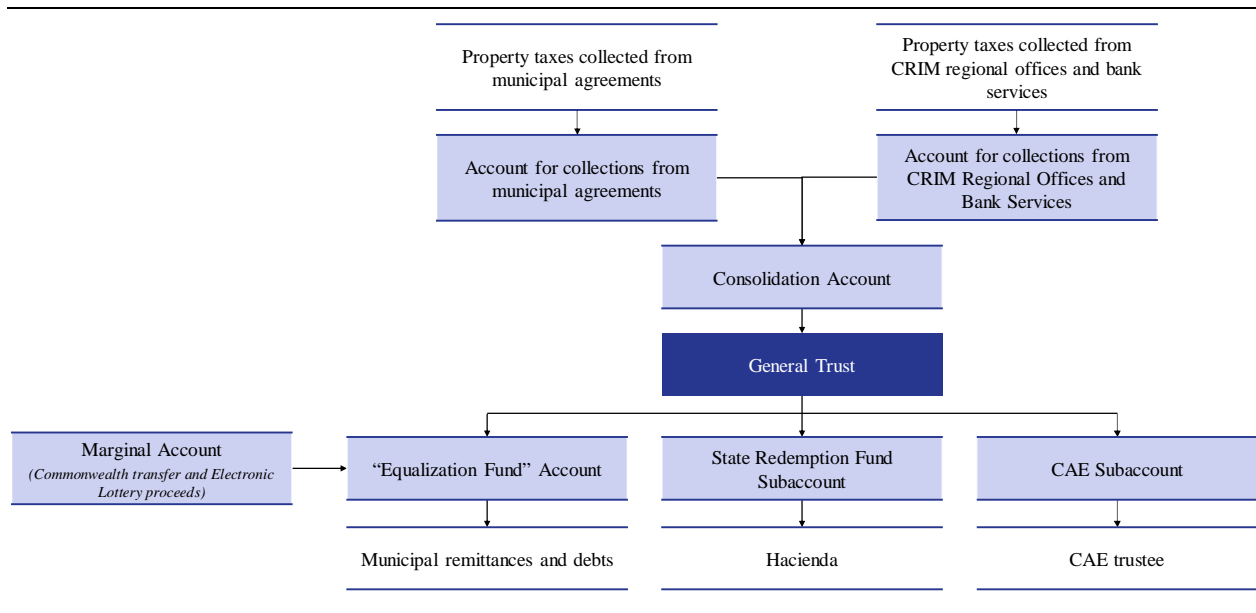 Property taxes collected from
municipal agreements
Property taxes collected from
CRIM regional offices and bank
services
Account for collections from
municipal agreements
Account for collections from
CRIM Regional Offices and
Bank Services
Consolidation Account
General Trust
Marginal Account
(Commonwealth transfer and Electronic
Lottery proceeds)
“Equalization Fund” Account
State Redemption Fund
Subaccount
CAE Subaccount
Municipal remittances and debts
Hacienda
CAE trustee